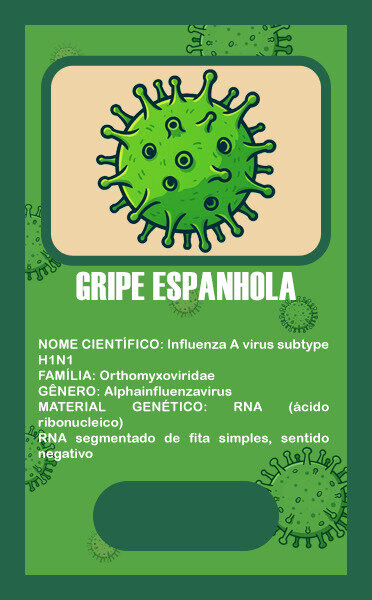 GRIPE ESPANHOLA
NOME CIENTÍFICO: Influenza A virus subtype
H1N1
FAMÍLIA: Orthomyxoviridae
GÊNERO: Alphainfluenzavirus
MATERIAL GENÉTICO: RNA (ácido
ribonucleico)
RNA segmentado de fita simples, sentido
negativo